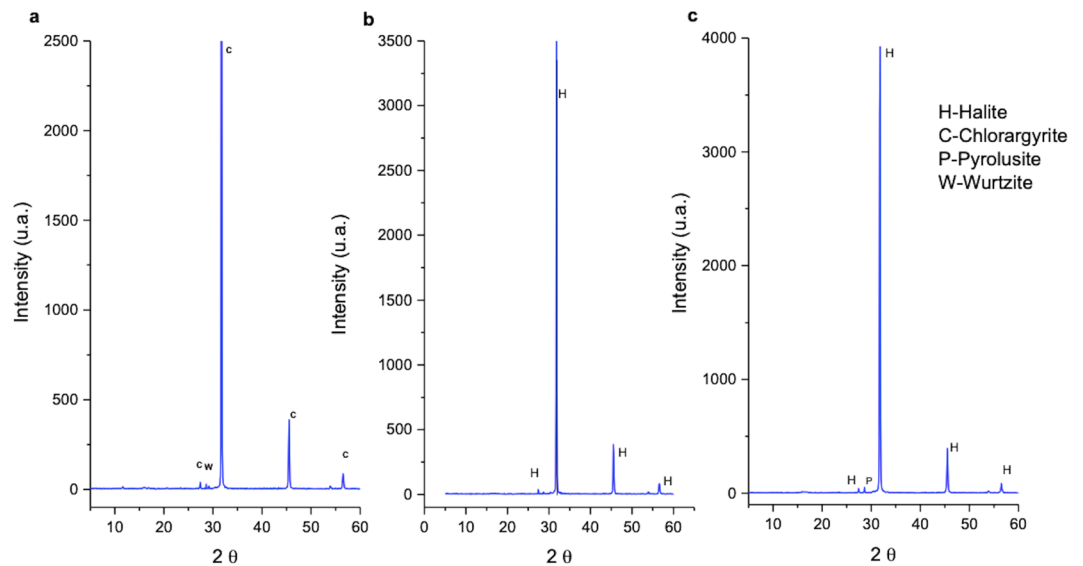 a
2500
2000
1500
1000
500
0
Intensity (u.a.)
c
c w
c
c
10 20 30 40 50 60
2 θ
b
3500
3000
2500
2000
1500
1000
500
0
Intensity (u.a.)
H
H
H
H
0 10 20 30 40 50 60
2 θ
c
4000
3000
2000
1000
0
Intensity (u.a.)
H
H P
H
H
10 20 30 40 50 60
2 θ
H-Halite
C-Chlorargyrite
P-Pyrolusite
W-Wurtzite